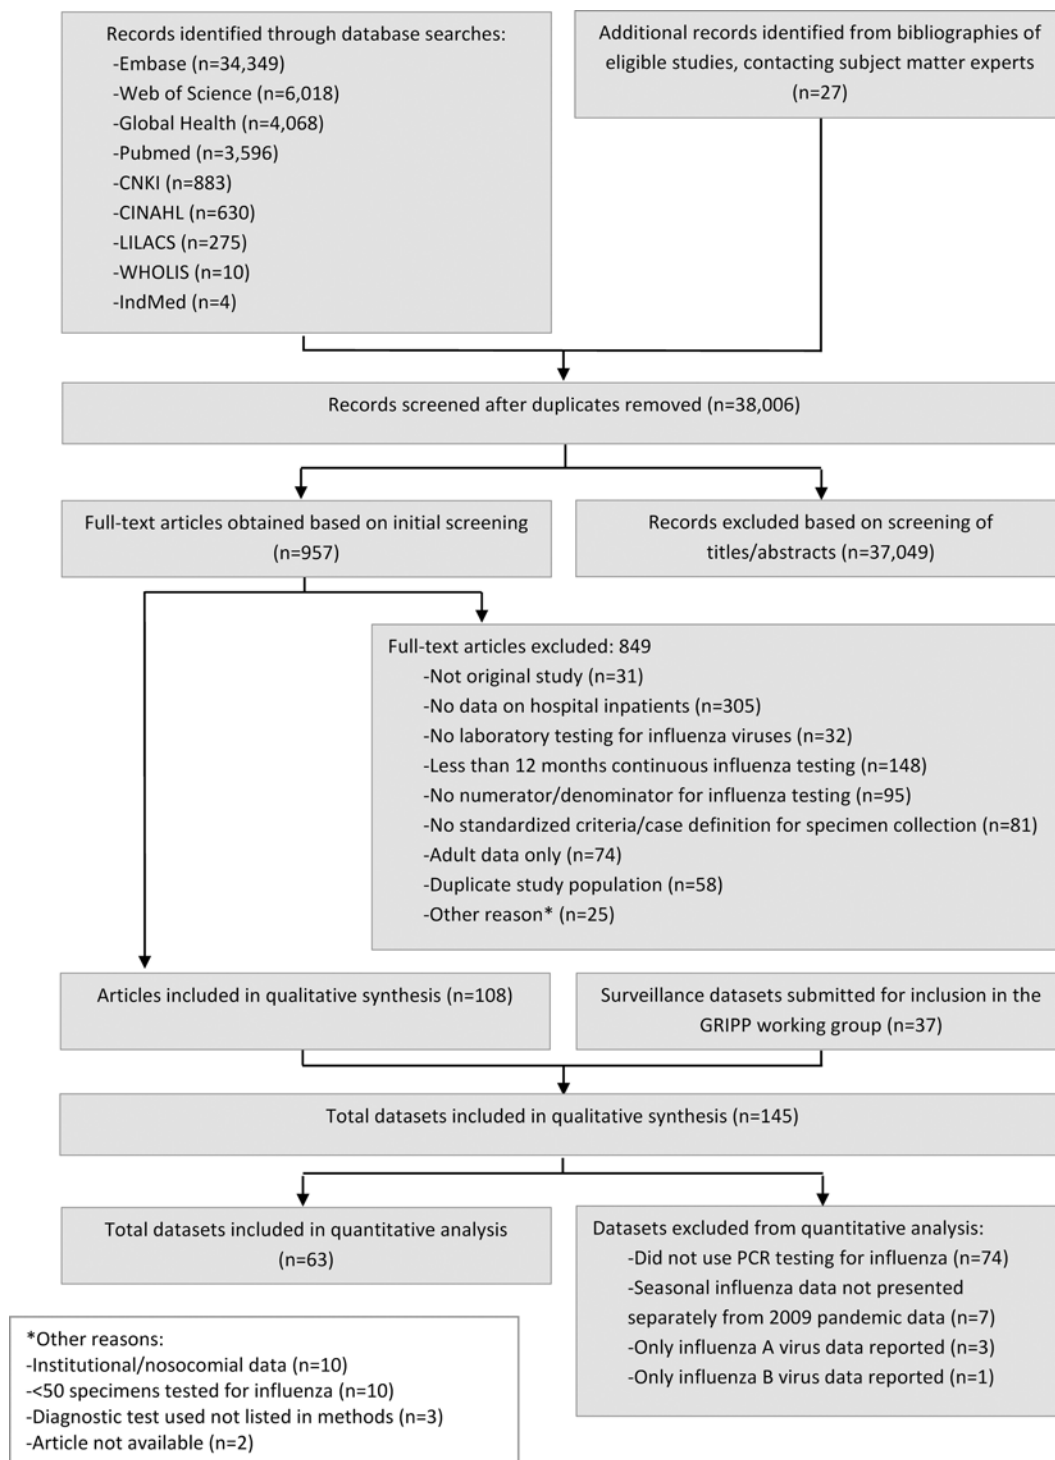 Records identified through database searches:
-Embase (n=34,349)
-Web of Science (n=6,018)
-Global Health (n=4,068)
-Pubmed (n=3,596)
-CNKI (n=883)
-CINAHL (n=630)
-LILACS (n=275)
-WHOLIS (n=10)
-IndMed (n=4)
Additional records identified from bibliographies of
eligible studies, contacting subject matter experts
(n=27)
Records screened after duplicates removed (n=38,006)
Full-text articles obtained based on initial screening
(n=957)
Records excluded based on screening of
titles/abstracts (n=37,049)
Full-text articles excluded: 849
-Not original study (n=31)
-No data on hospital inpatients (n=305)
-No laboratory testing for influenza viruses (n=32)
-Less than 12 months continuous influenza testing (n=148)
-No numerator/denominator for influenza testing (n=95)
-No standardized criteria/case definition for specimen collection (n=81)
-Adult data only (n=74)
-Duplicate study population (n=58)
-Other reason* (n=25)
Articles included in qualitative synthesis (n=108)
Surveillance datasets submitted for inclusion in the
GRIPP working group (n=37)
Total datasets included in qualitative synthesis (n=145)
Total datasets included in quantitative analysis
(n=63)
Datasets excluded from quantitative analysis:
-Did not use PCR testing for influenza (n=74)
-Seasonal influenza data not presented
separately from 2009 pandemic data (n=7)
-Only influenza A virus data reported (n=3)
-Only influenza B virus data reported (n=1)
*Other reasons:
-Institutional/nosocomial data (n=10)
-<50 specimens tested for influenza (n=10)
-Diagnostic test used not listed in methods (n=3)
-Article not available (n=2)